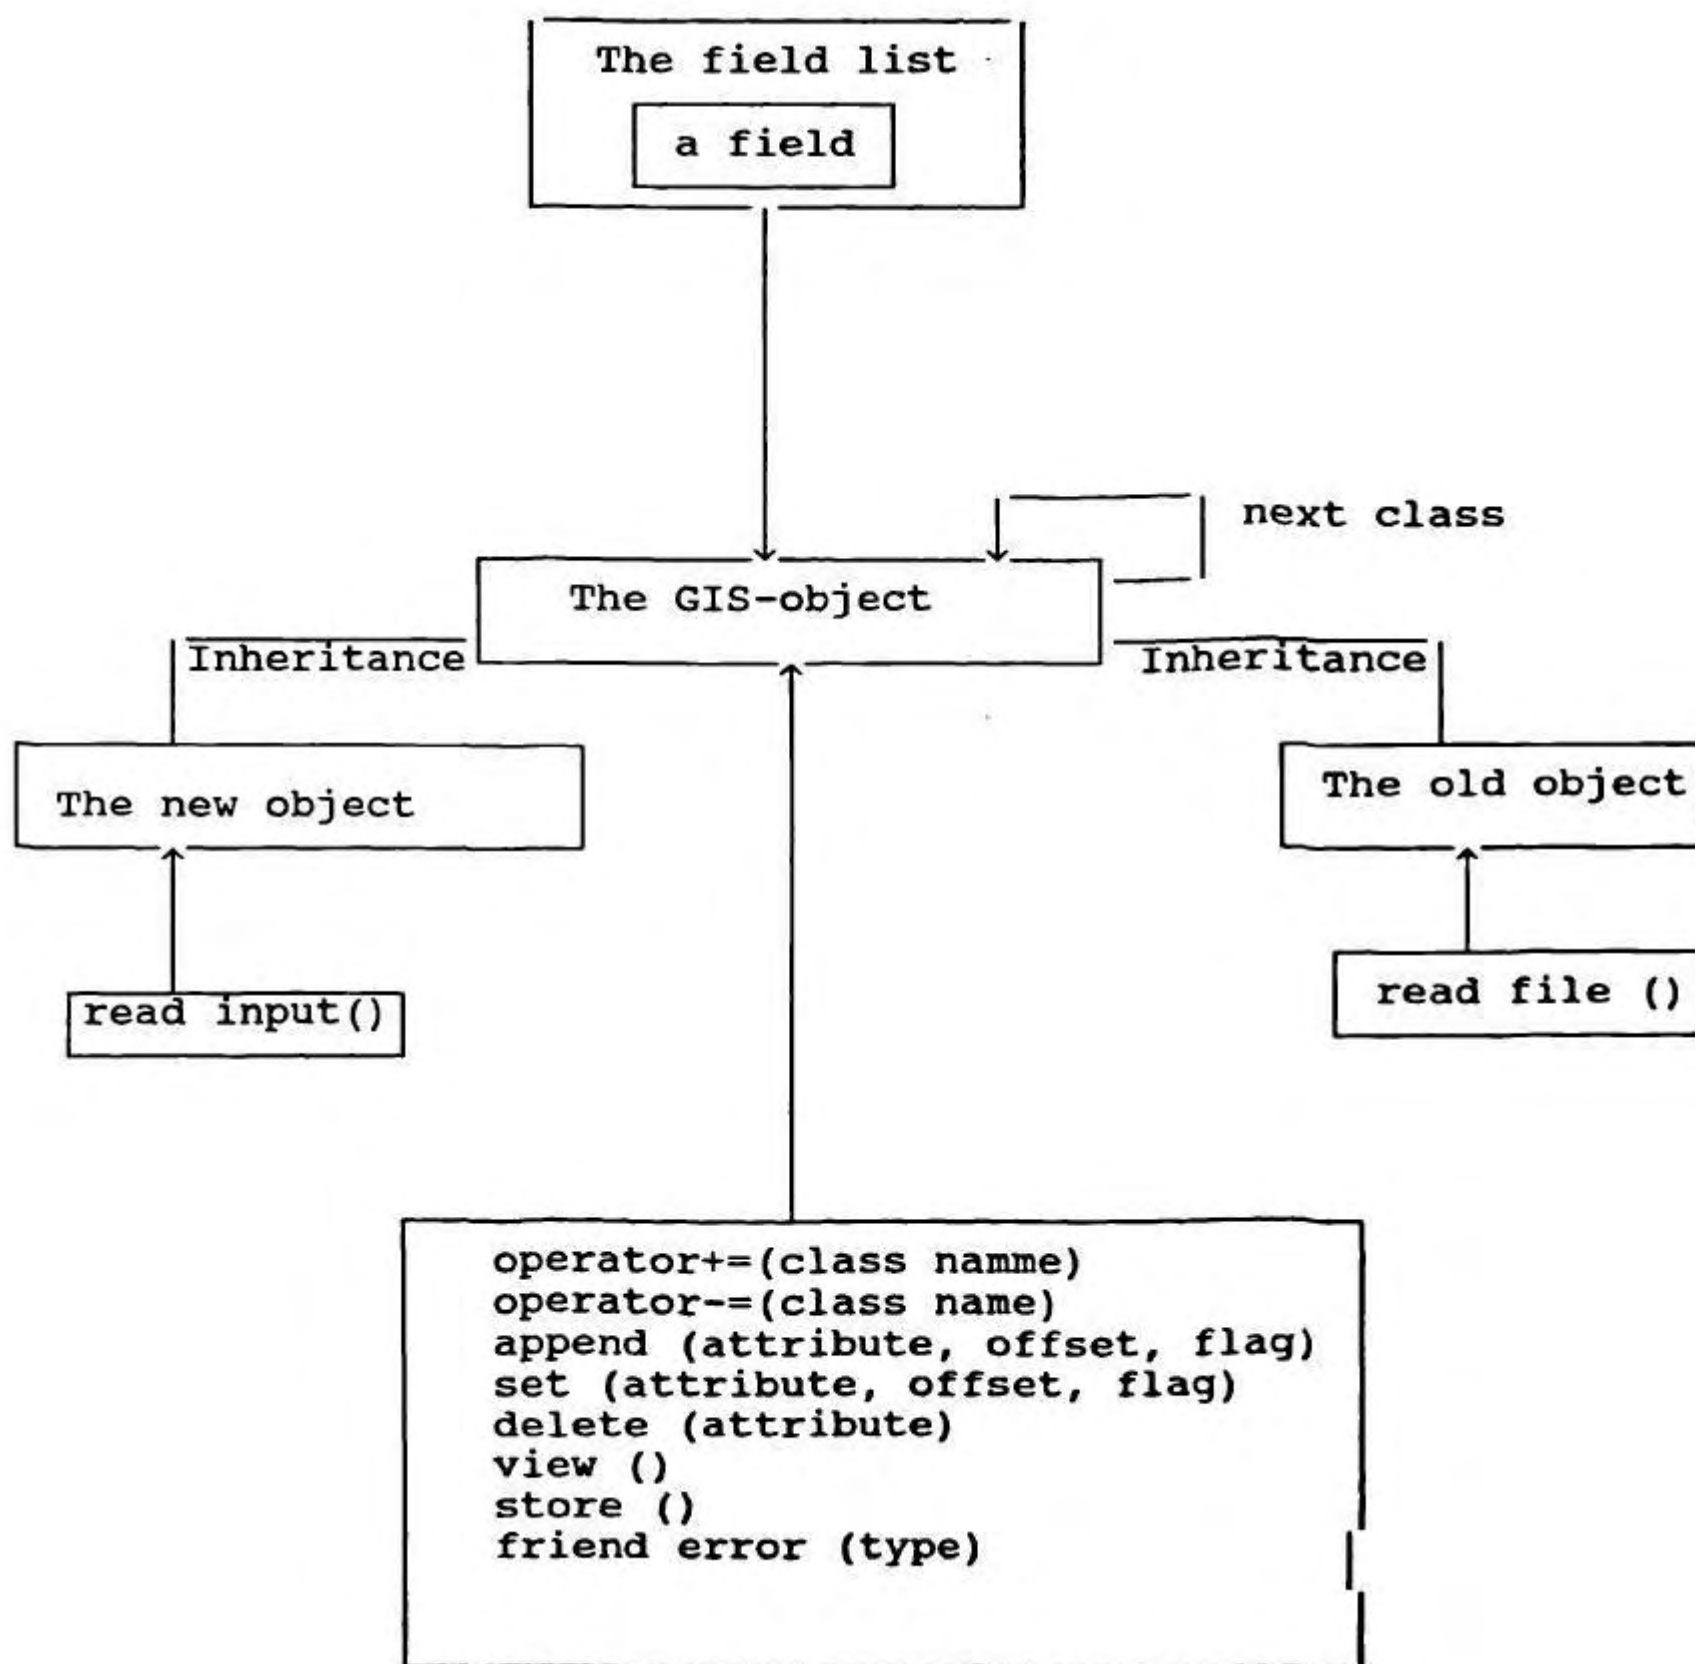 The field list
a field
next class
The GIS-object
Inheritance
Inheritance
The new object
The old object
read input()
read file ()
operator+=(class namme)
operator-=(class name)
append (attribute, offset, flag)
set (attribute, offset, flag)
delete (attribute)
view ()
store ()
friend error (type)